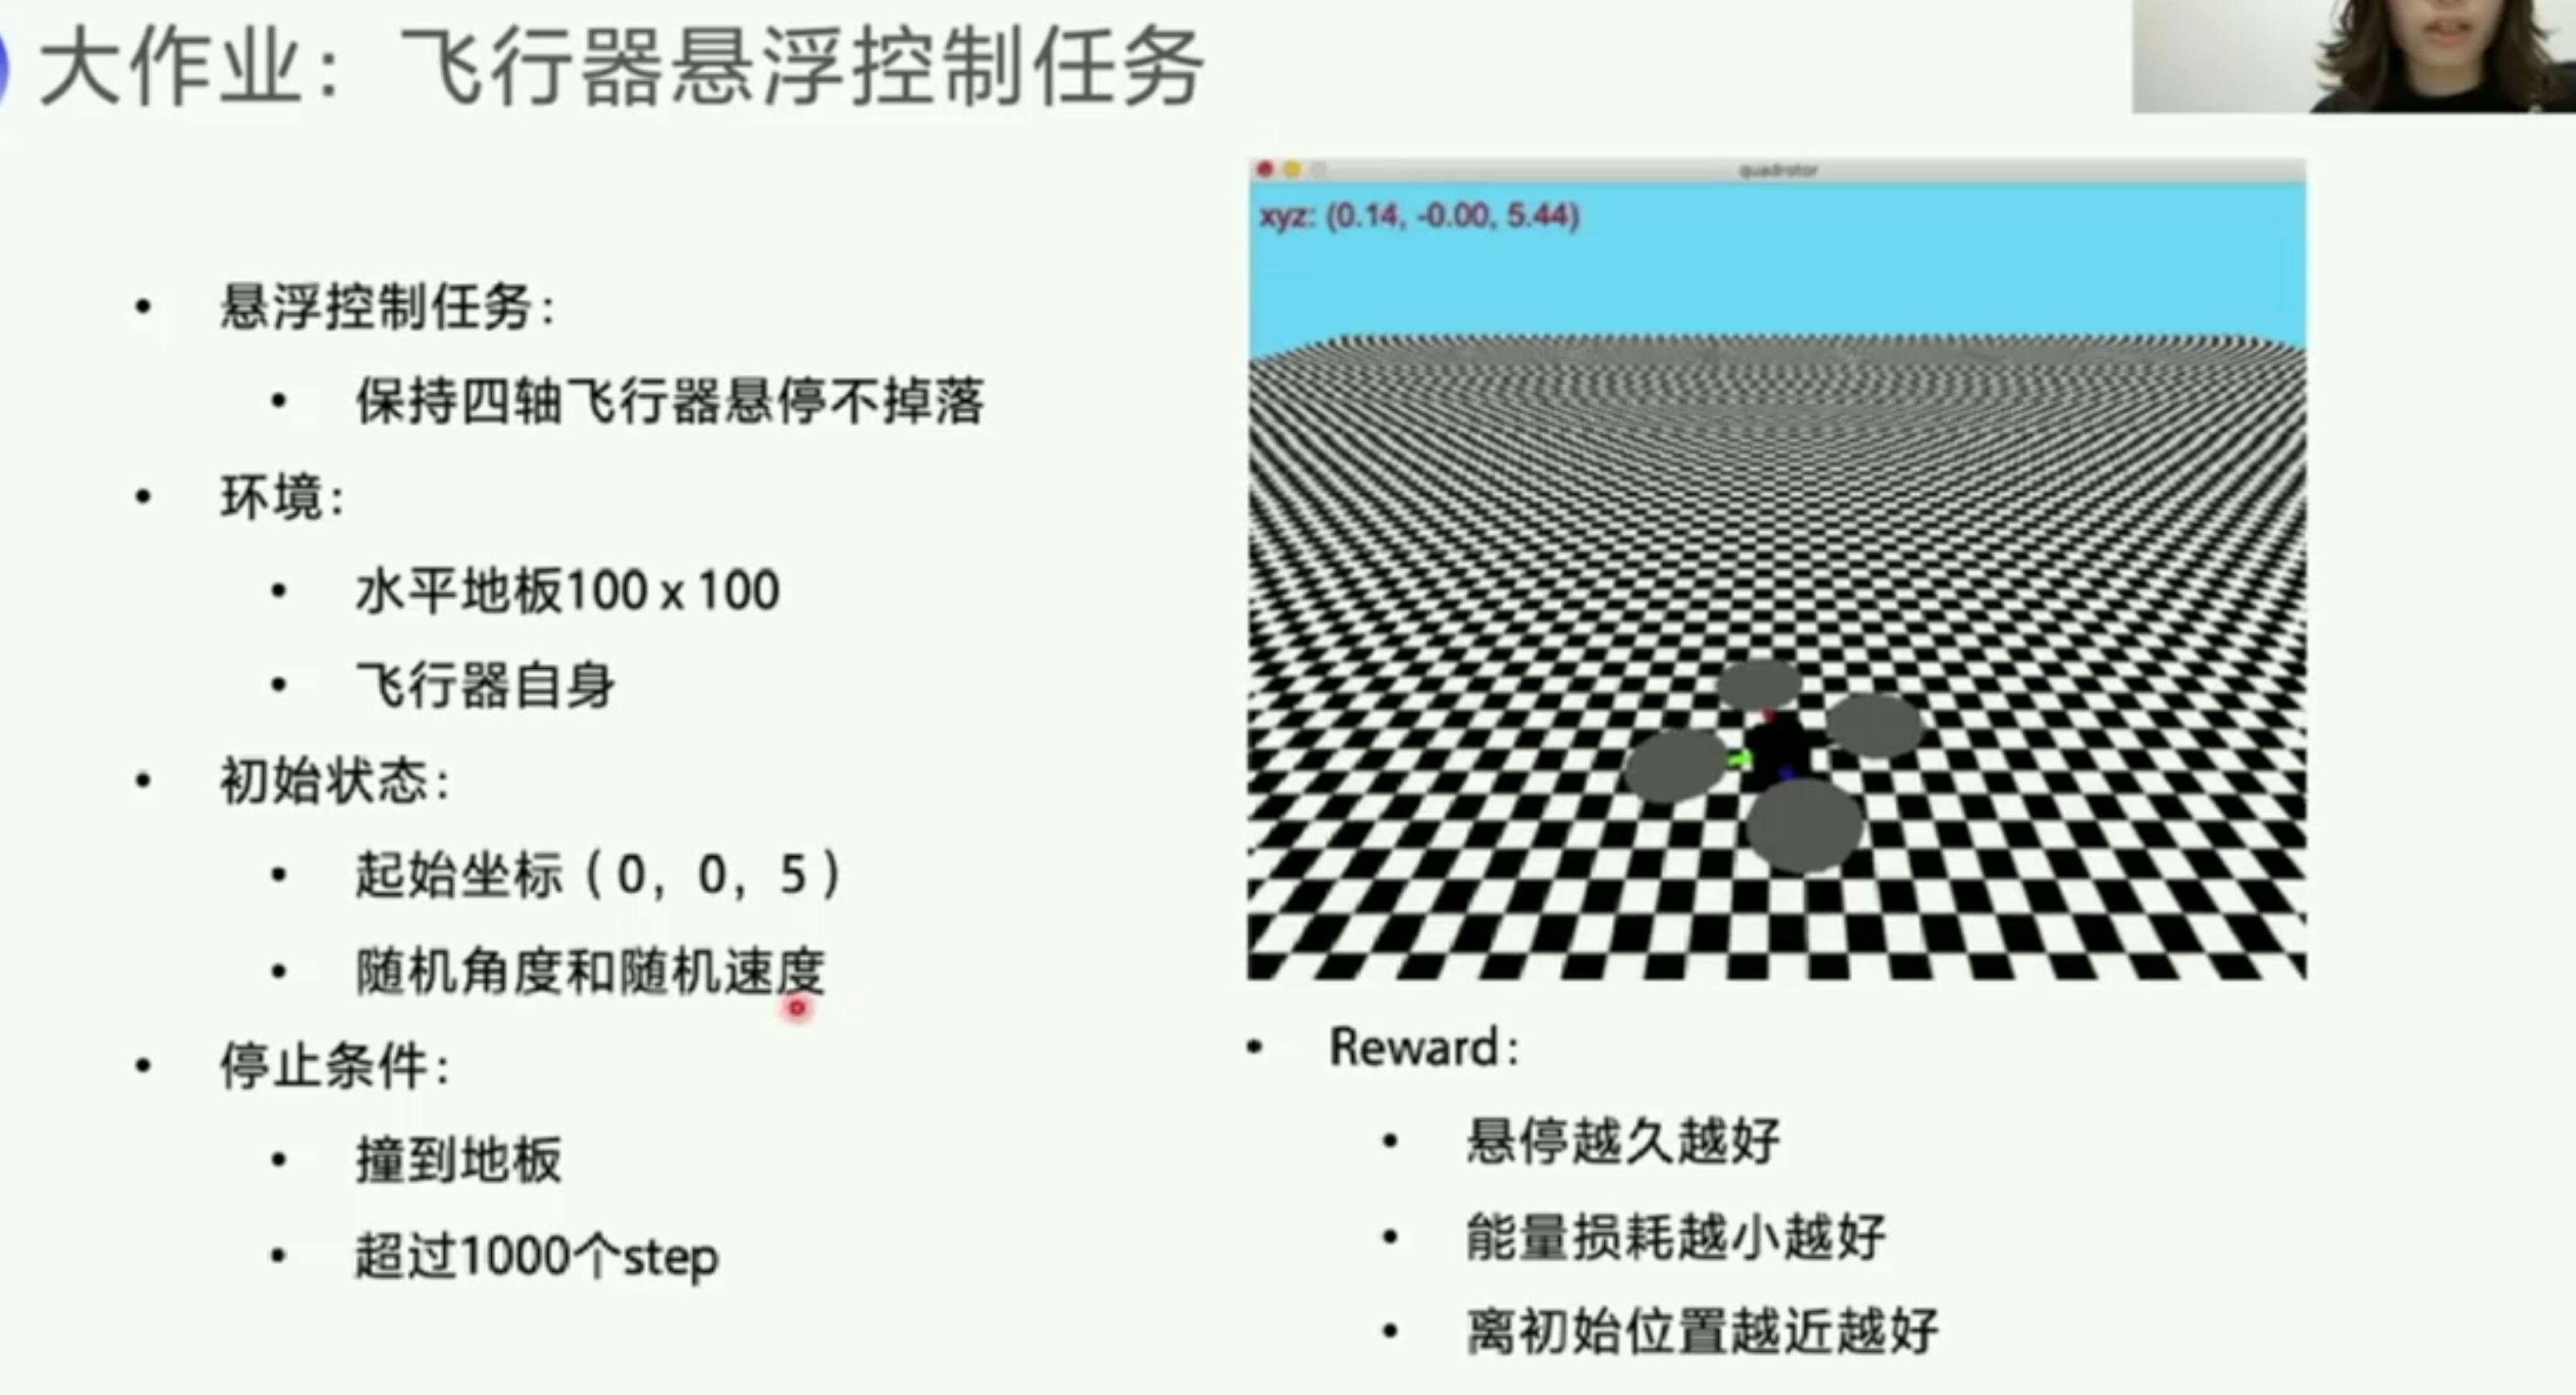 大作业：飞行器悬浮控制任务
• 悬浮控制任务：
• 保持四轴飞行器悬停不掉落
• 环境：
• 水平地板100 x 100
• 飞行器自身
• 初始状态：
• 起始坐标（0，0，5）
• 随机角度和随机速度
• 停止条件：
• 撞到地板
• 超过1000个step
quadrotor
xyz: (0.14, -0.00, 5.44)
• Reward：
• 悬停越久越好
• 能量损耗越小越好
• 离初始位置越近越好